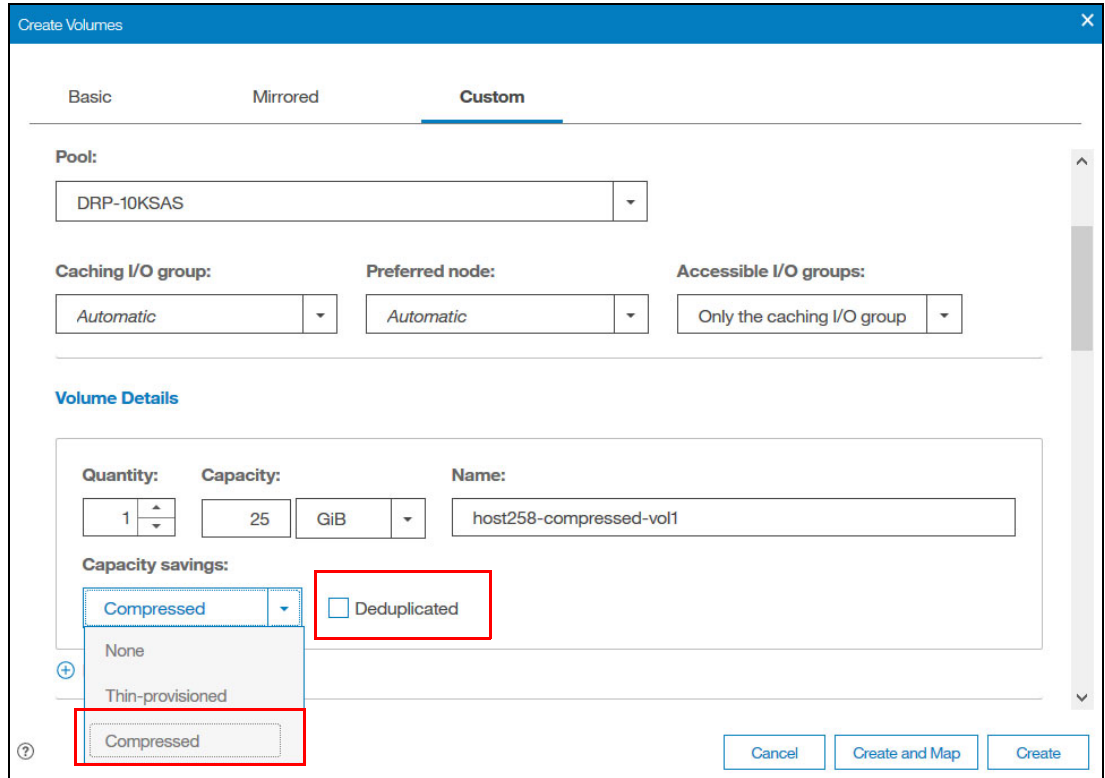 Create Volumes
Basic Mirrored Custom
Pool:
DRP-10KSAS
Caching I/O group: Preferred node: Accessible I/O groups:
Automatic Automatic Only the caching I/O group
Volume Details
Quantity: Capacity: Name:
1 25 GiB host258-compressed-vol1
Capacity savings:
Compressed Deduplicated
None
Thin-provisioned
Compressed
Cancel Create and Map Create